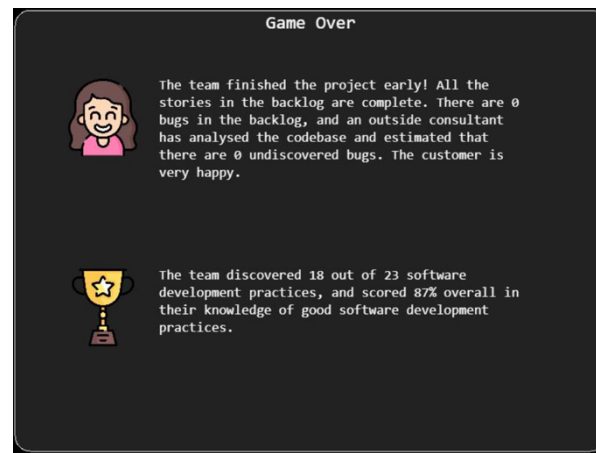 Game Over
The team finished the project early! All the
stories in the backlog are complete. There are 0
bugs in the backlog, and an outside consultant
has analysed the codebase and estimated that
there are 0 undiscovered bugs. The customer is
very happy.
The team discovered 18 out of 23 software
development practices, and scored 87% overall in
their knowledge of good software development
practices.